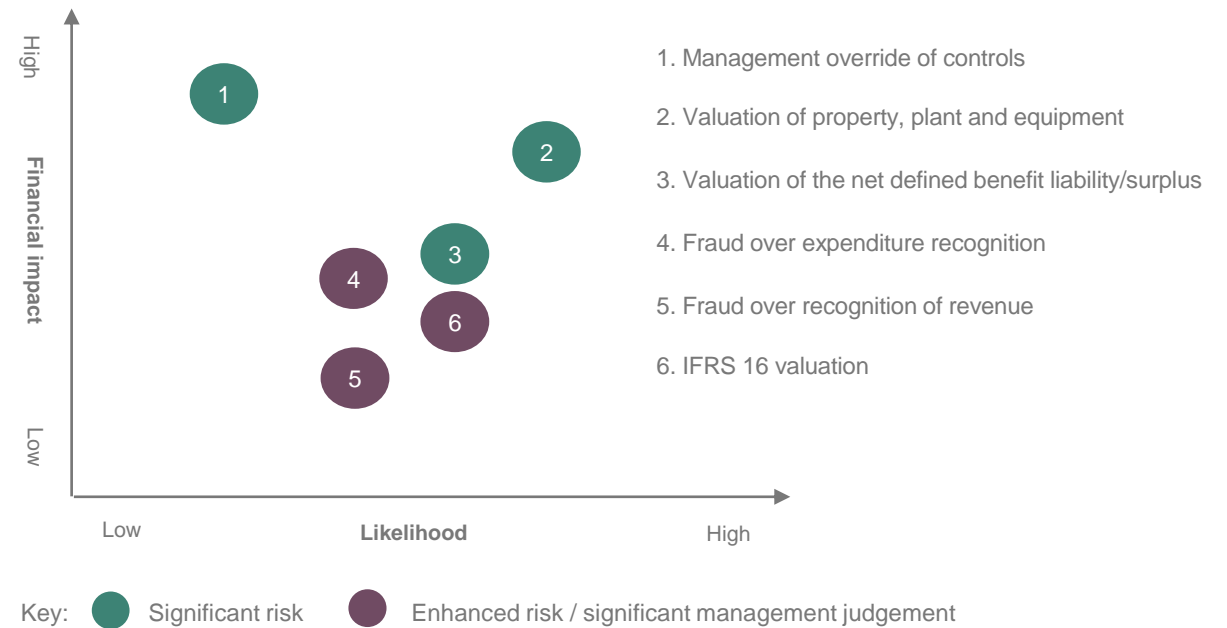 High
Financial impact
Low
1
2
3
4
6
5
Low
Likelihood
High
1. Management override of controls
2. Valuation of property, plant and equipment
3. Valuation of the net defined benefit liability/surplus
4. Fraud over expenditure recognition
5. Fraud over recognition of revenue
6. IFRS 16 valuation
Key: Significant risk Enhanced risk / significant management judgement